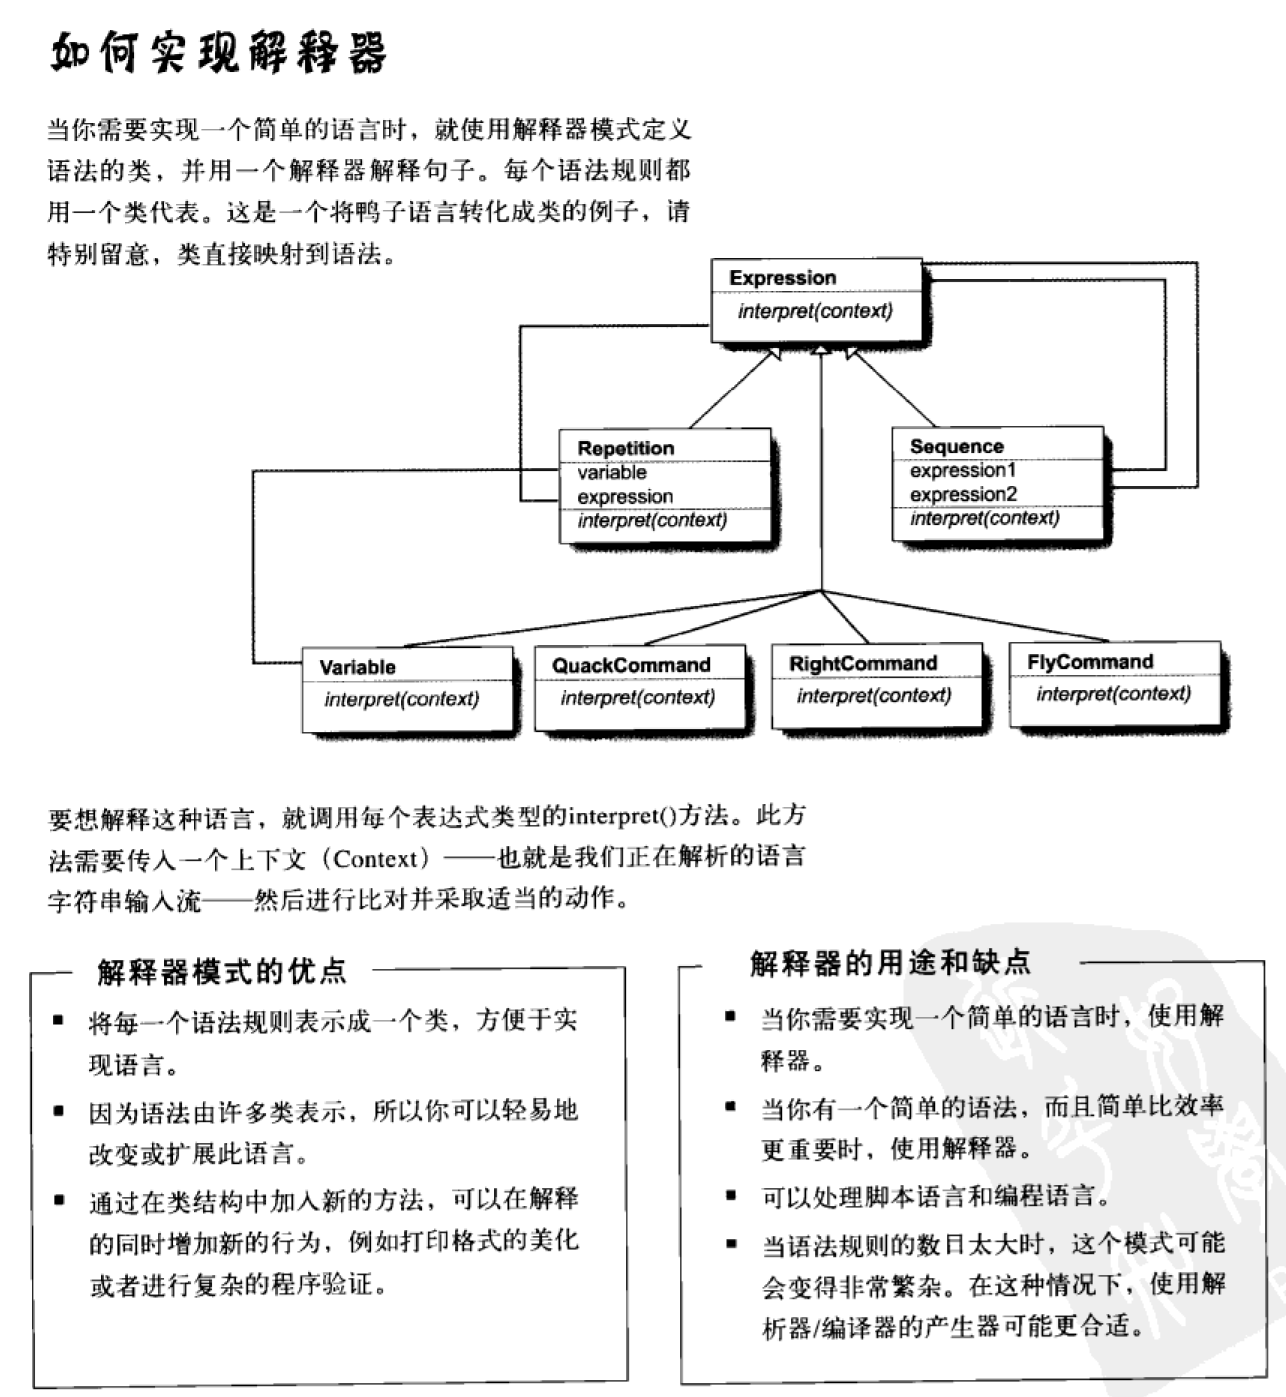 如何实现解释器
当你需要实现一个简单的语言时，就使用解释器模式定义
语法的类，并用一个解释器解释句子。每个语法规则都
用一个类代表。这是一个将鸭子语言转化成类的例子，请
特别留意，类直接映射到语法。
Expression
interpret(context)
Repetition
variable
expression
interpret(context)
Sequence
expression1
expression2
interpret(context)
Variable
interpret(context)
QuackCommand
interpret(context)
RightCommand
interpret(context)
FlyCommand
interpret(context)
要想解释这种语言，就调用每个表达式类型的interpret()方法。此方
法需要传入一个上下文（Context）——也就是我们正在解析的语言
字符串输入流——然后进行比对并采取适当的动作。
解释器模式的优点
■ 将每一个语法规则表示成一个类，方便于实
现语言。
■ 因为语法由许多类表示，所以你可以轻易地
改变或扩展此语言。
■ 通过在类结构中加入新的方法，可以在解释
的同时增加新的行为，例如打印格式的美化
或者进行复杂的程序验证。
解释器的用途和缺点
■ 当你需要实现一个简单的语言时，使用解
释器。
■ 当你有一个简单的语法，而且简单比效率
更重要时，使用解释器。
■ 可以处理脚本语言和编程语言。
■ 当语法规则的数目太大时，这个模式可能
会变得非常繁杂。在这种情况下，使用解
析器/编译器的产生器可能更合适。